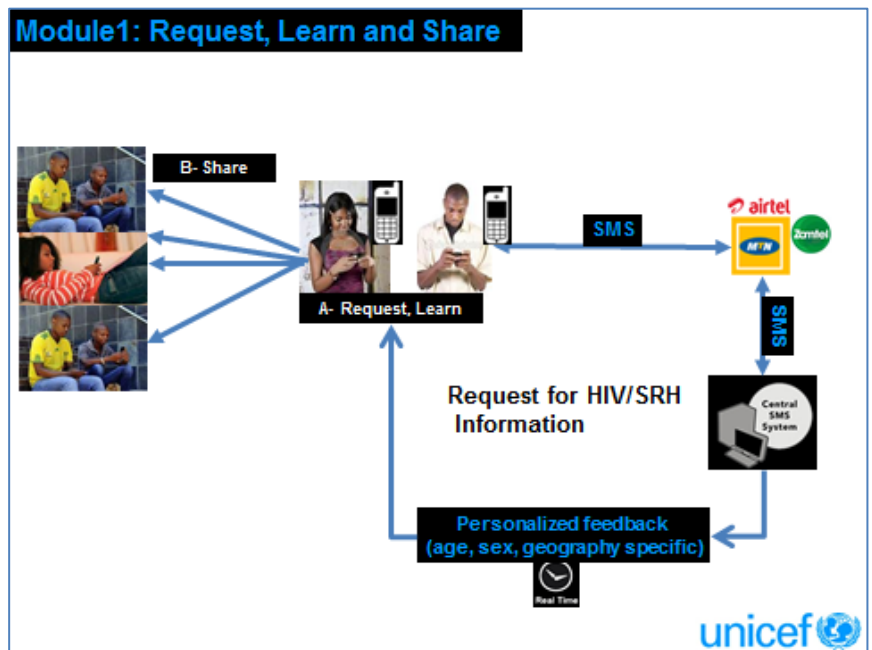 Module1: Request, Learn and Share
B- Share
A- Request, Learn
SMS
airtel
MTN
Zamtel
SMS
Central
SMS
System
Request for HIV/SRH
Information
Personalized feedback
(age, sex, geography specific)
Real Time
unicef